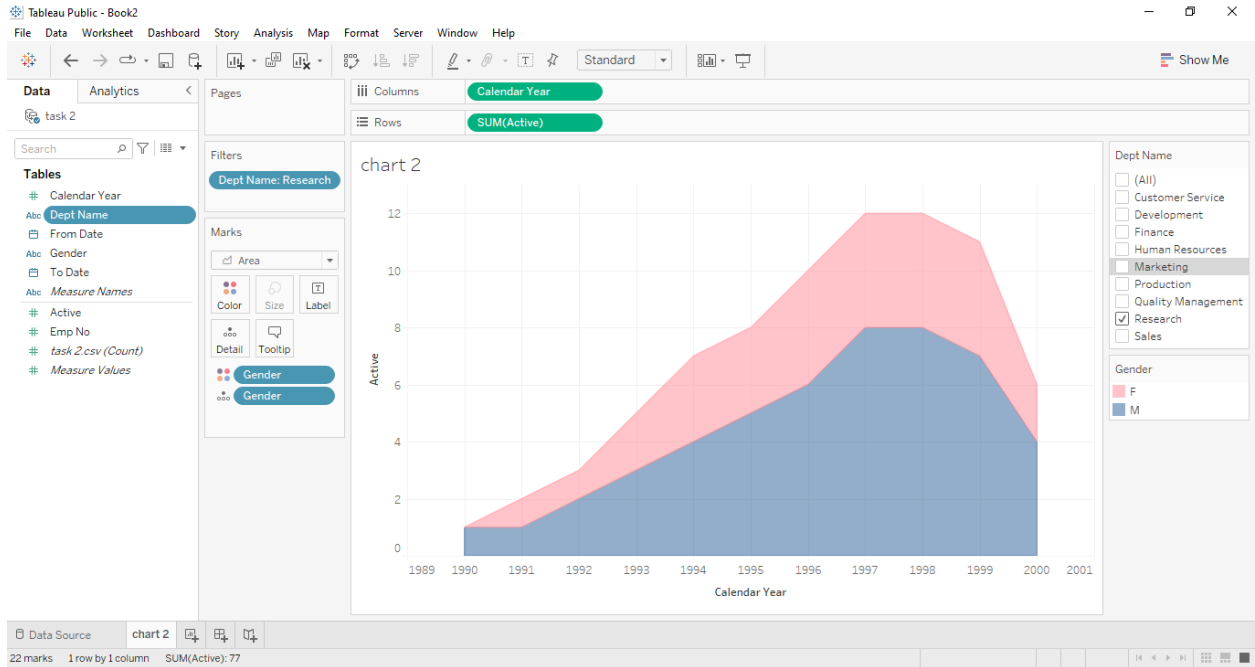 Tableau Public - Book2
File Data Worksheet Dashboard Story Analysis Map Format Server Window Help
Standard
Show Me
Data Analytics
task 2
Search
Tables
# Calendar Year
Abc Dept Name
From Date
Abc Gender
To Date
Abc Measure Names
# Active
# Emp No
# task 2.csv (Count)
# Measure Values
Pages
Filters
Dept Name: Research
Marks
Area
Color Size Label
Detail Tooltip
Gender
Gender
Columns Calendar Year
Rows SUM(Active)
chart 2
12
10
8
6
4
2
0
Active
1989 1990 1991 1992 1993 1994 1995 1996 1997 1998 1999 2000 2001
Calendar Year
Dept Name
(All)
Customer Service
Development
Finance
Human Resources
Marketing
Production
Quality Management
Research
Sales
Gender
F
M
Data Source chart 2
22 marks 1 row by 1 column SUM(Active): 77